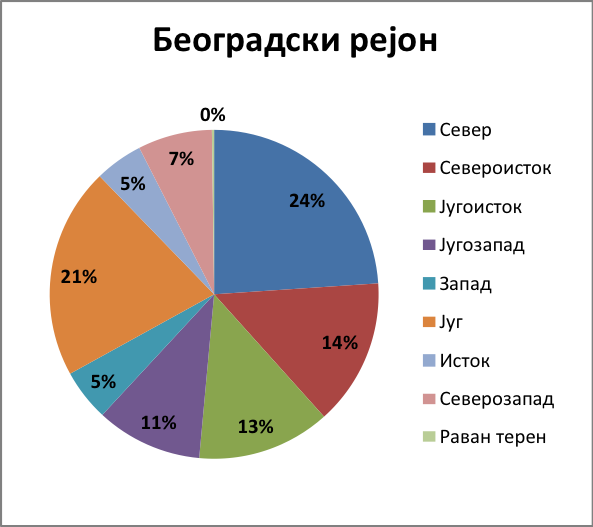 Београдски рејон
0%
24%
14%
13%
11%
5%
21%
5%
7%
Север
Североисток
Југоисток
Југозапад
Запад
Југ
Исток
Северозапад
Раван терен